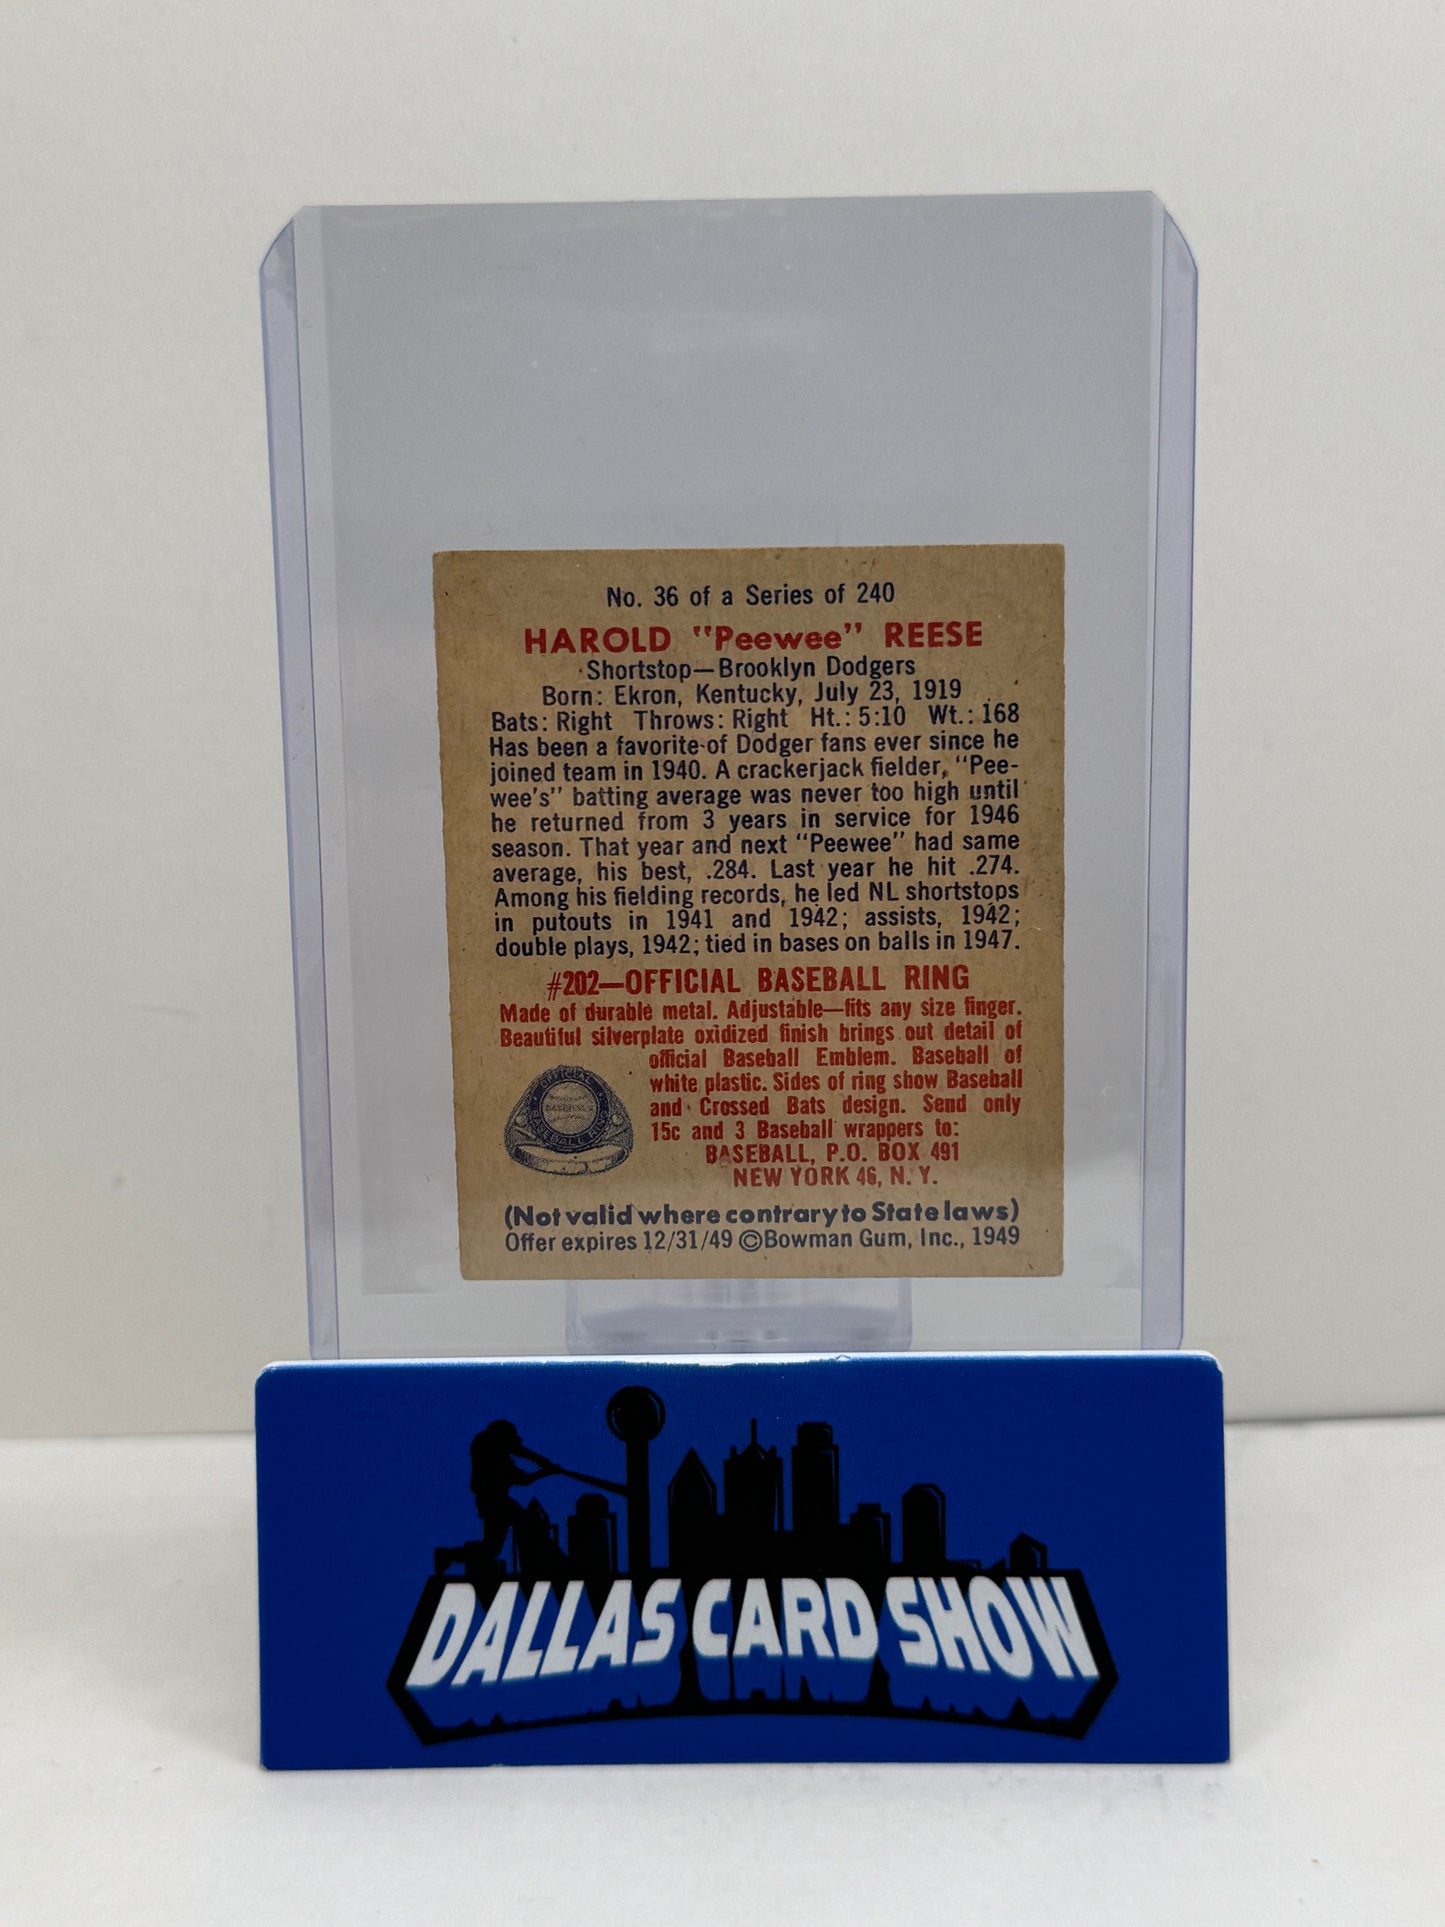 No. 36 of a Series of 240
HAROLD "Peewee" REESE
Shortstop—Brooklyn Dodgers
Born: Ekron, Kentucky, July 23, 1919
Bats: Right Throws: Right Ht.: 5:10 Wt.: 168
Has been a favorite of Dodger fans ever since he
joined team in 1940. A crackerjack fielder, "Pee-
wee's" batting average was never too high until
he returned from 3 years in service for 1946
season. That year and next "Peewee" had same
average, his best, .284. Last year he hit .274.
Among his fielding records, he led NL shortstops
in putouts in 1941 and 1942; assists, 1942;
double plays, 1942; tied in bases on balls in 1947.
#202—OFFICIAL BASEBALL RING
Made of durable metal. Adjustable—fits any size finger.
Beautiful silverplate oxidized finish brings out detail of
official Baseball Emblem. Baseball of
white plastic. Sides of ring show Baseball
and Crossed Bats design. Send only
15c and 3 Baseball wrappers to:
BASEBALL, P.O. BOX 491
NEW YORK 46, N. Y.
OFFICIAL
BASEBALL
BASEBALL RING
(Not valid where contrary to State laws)
Offer expires 12/31/49 ©Bowman Gum, Inc., 1949
DALLAS CARD SHOW